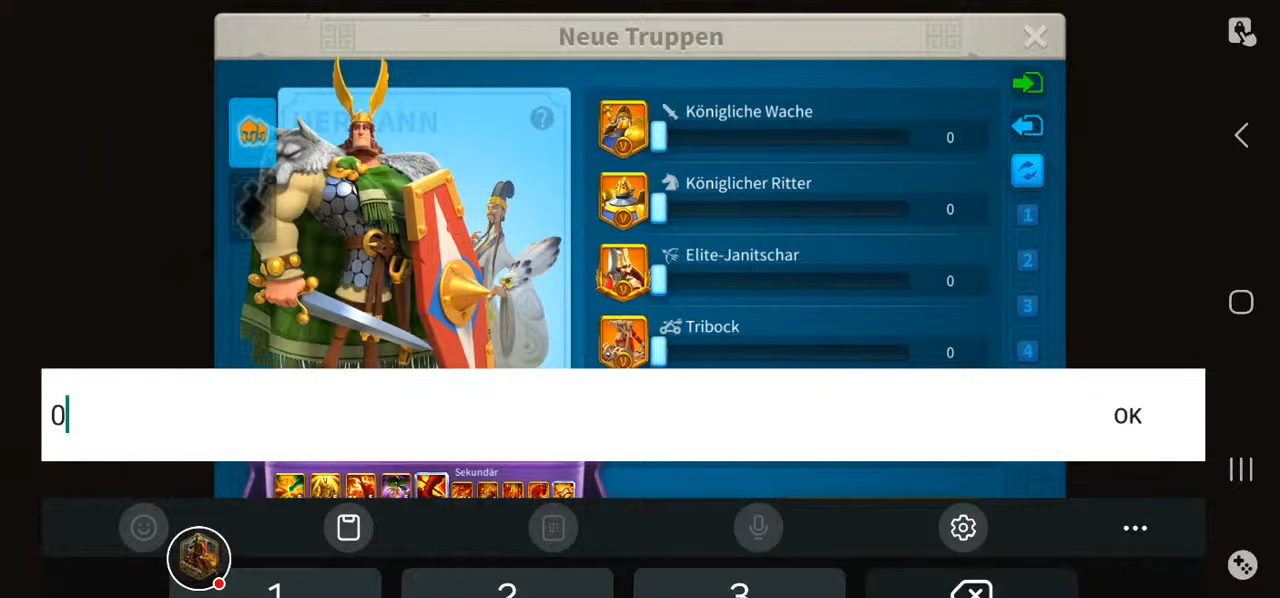 Neue Truppen
HERMANN
?
Königliche Wache
0
V
Königlicher Ritter
0
V
Elite-Janitschar
0
V
Tribock
0
V
1
2
3
4
0
OK
Sekundär
1
2
3